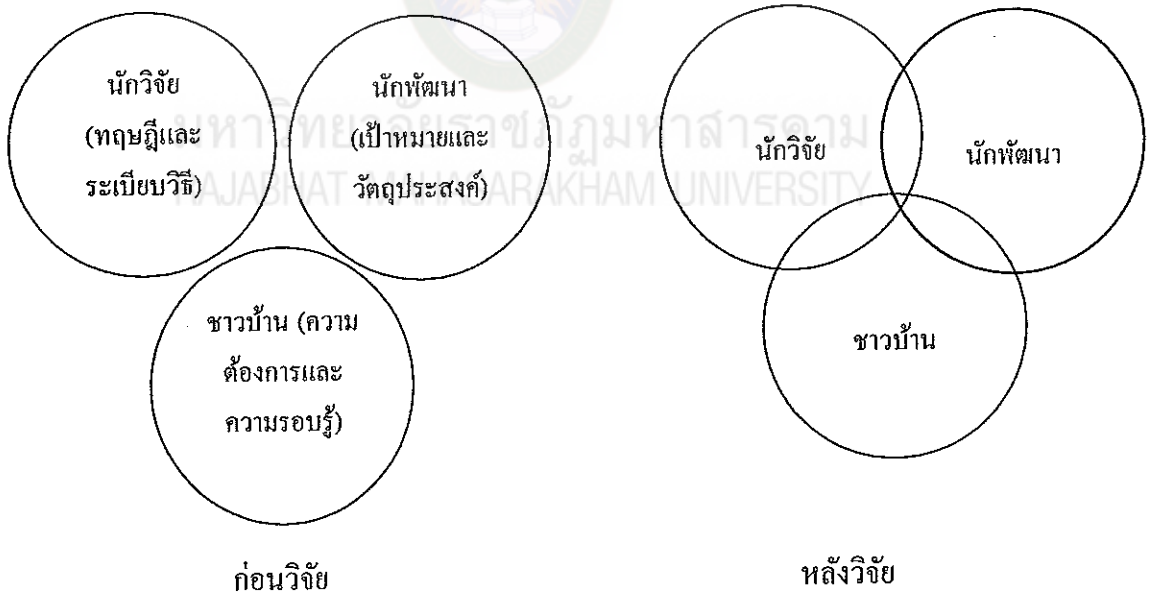 นักวิจัย
(ทฤษฎีและ
ระเบียบวิธี)
นักพัฒนา
(เป้าหมายและ
วัตถุประสงค์)
ชาวบ้าน (ความ
ต้องการและ
ความรอบรู้)
ก่อนวิจัย
นักวิจัย
นักพัฒนา
ชาวบ้าน
หลังวิจัย
มหาวิทยาลัยราชภัฏมหาสารคาม
RAJABHAT MAHASARAKHAM UNIVERSITY